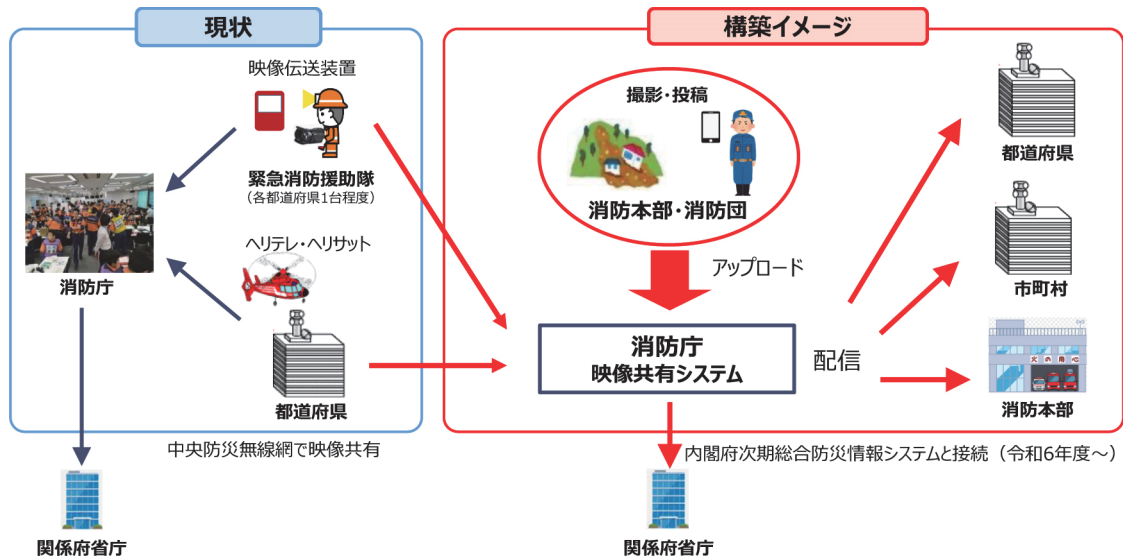 現状
映像伝送装置
緊急消防援助隊
（各都道府県1台程度）
消防庁
ヘリテレ・ヘリサット
都道府県
中央防災無線網で映像共有
関係府省庁
構築イメージ
撮影・投稿
消防本部・消防団
アップロード
消防庁
映像共有システム
配信
都道府県
市町村
火の用心
消防本部
内閣府次期総合防災情報システムと接続（令和6年度～）
関係府省庁